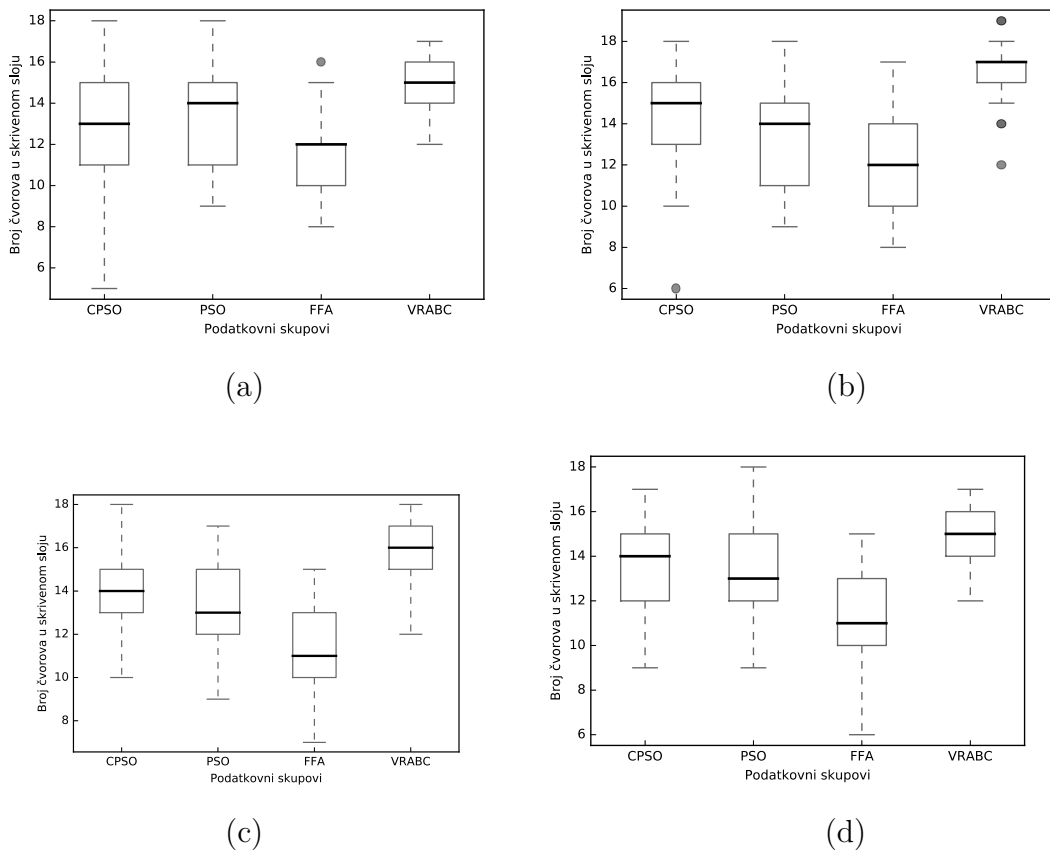 18
16
14
12
10
8
6
Broj čvorova u skrivenom sloju
CPSO PSO FFA VRABC
Podatkovni skupovi
(a)
18
16
14
12
10
8
6
Broj čvorova u skrivenom sloju
CPSO PSO FFA VRABC
Podatkovni skupovi
(b)
18
16
14
12
10
8
Broj čvorova u skrivenom sloju
CPSO PSO FFA VRABC
Podatkovni skupovi
(c)
18
16
14
12
10
8
6
Broj čvorova u skrivenom sloju
CPSO PSO FFA VRABC
Podatkovni skupovi
(d)